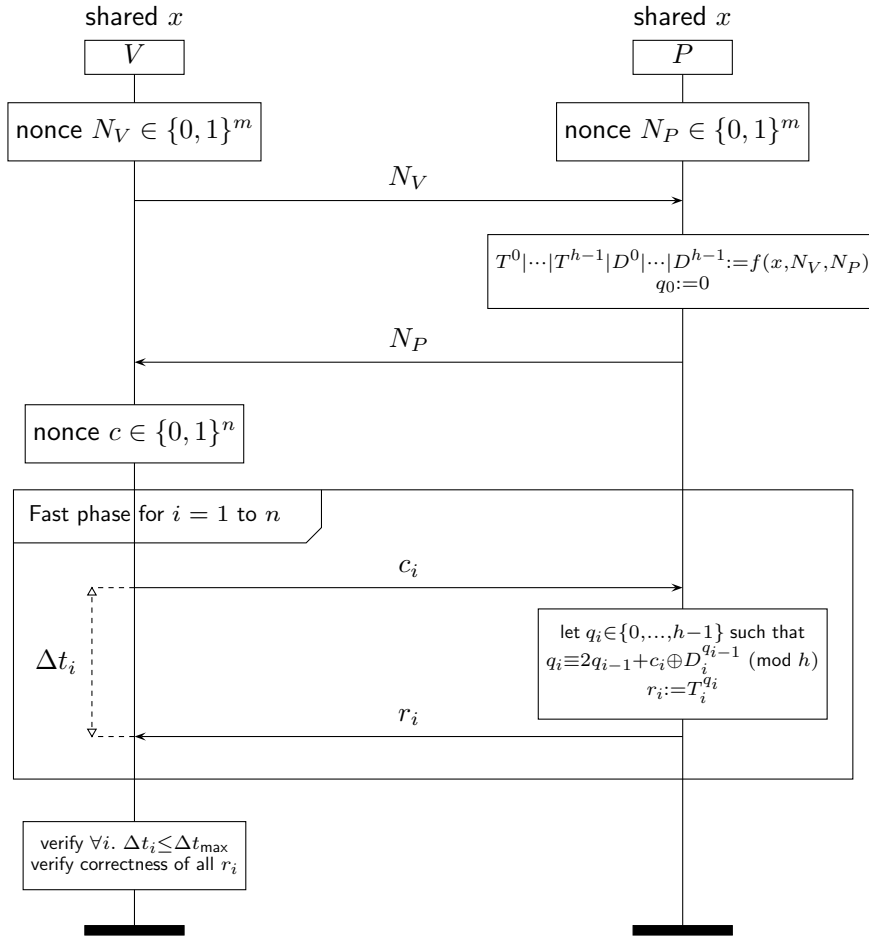 shared x shared x
V P
nonce N_V ∈ {0, 1}^m nonce N_P ∈ {0, 1}^m
N_V
T^0|···|T^{h−1}|D^0|···|D^{h−1}:=f(x,N_V,N_P)
q_0:=0
N_P
nonce c ∈ {0, 1}^n
Fast phase for i = 1 to n
c_i
let q_i∈{0,...,h−1} such that
q_i≡2q_{i−1}+c_i⊕D_i^{q_{i−1}} (mod h)
r_i:=T_i^{q_i}
Δt_i
r_i
verify ∀i. Δt_i≤Δt_max
verify correctness of all r_i